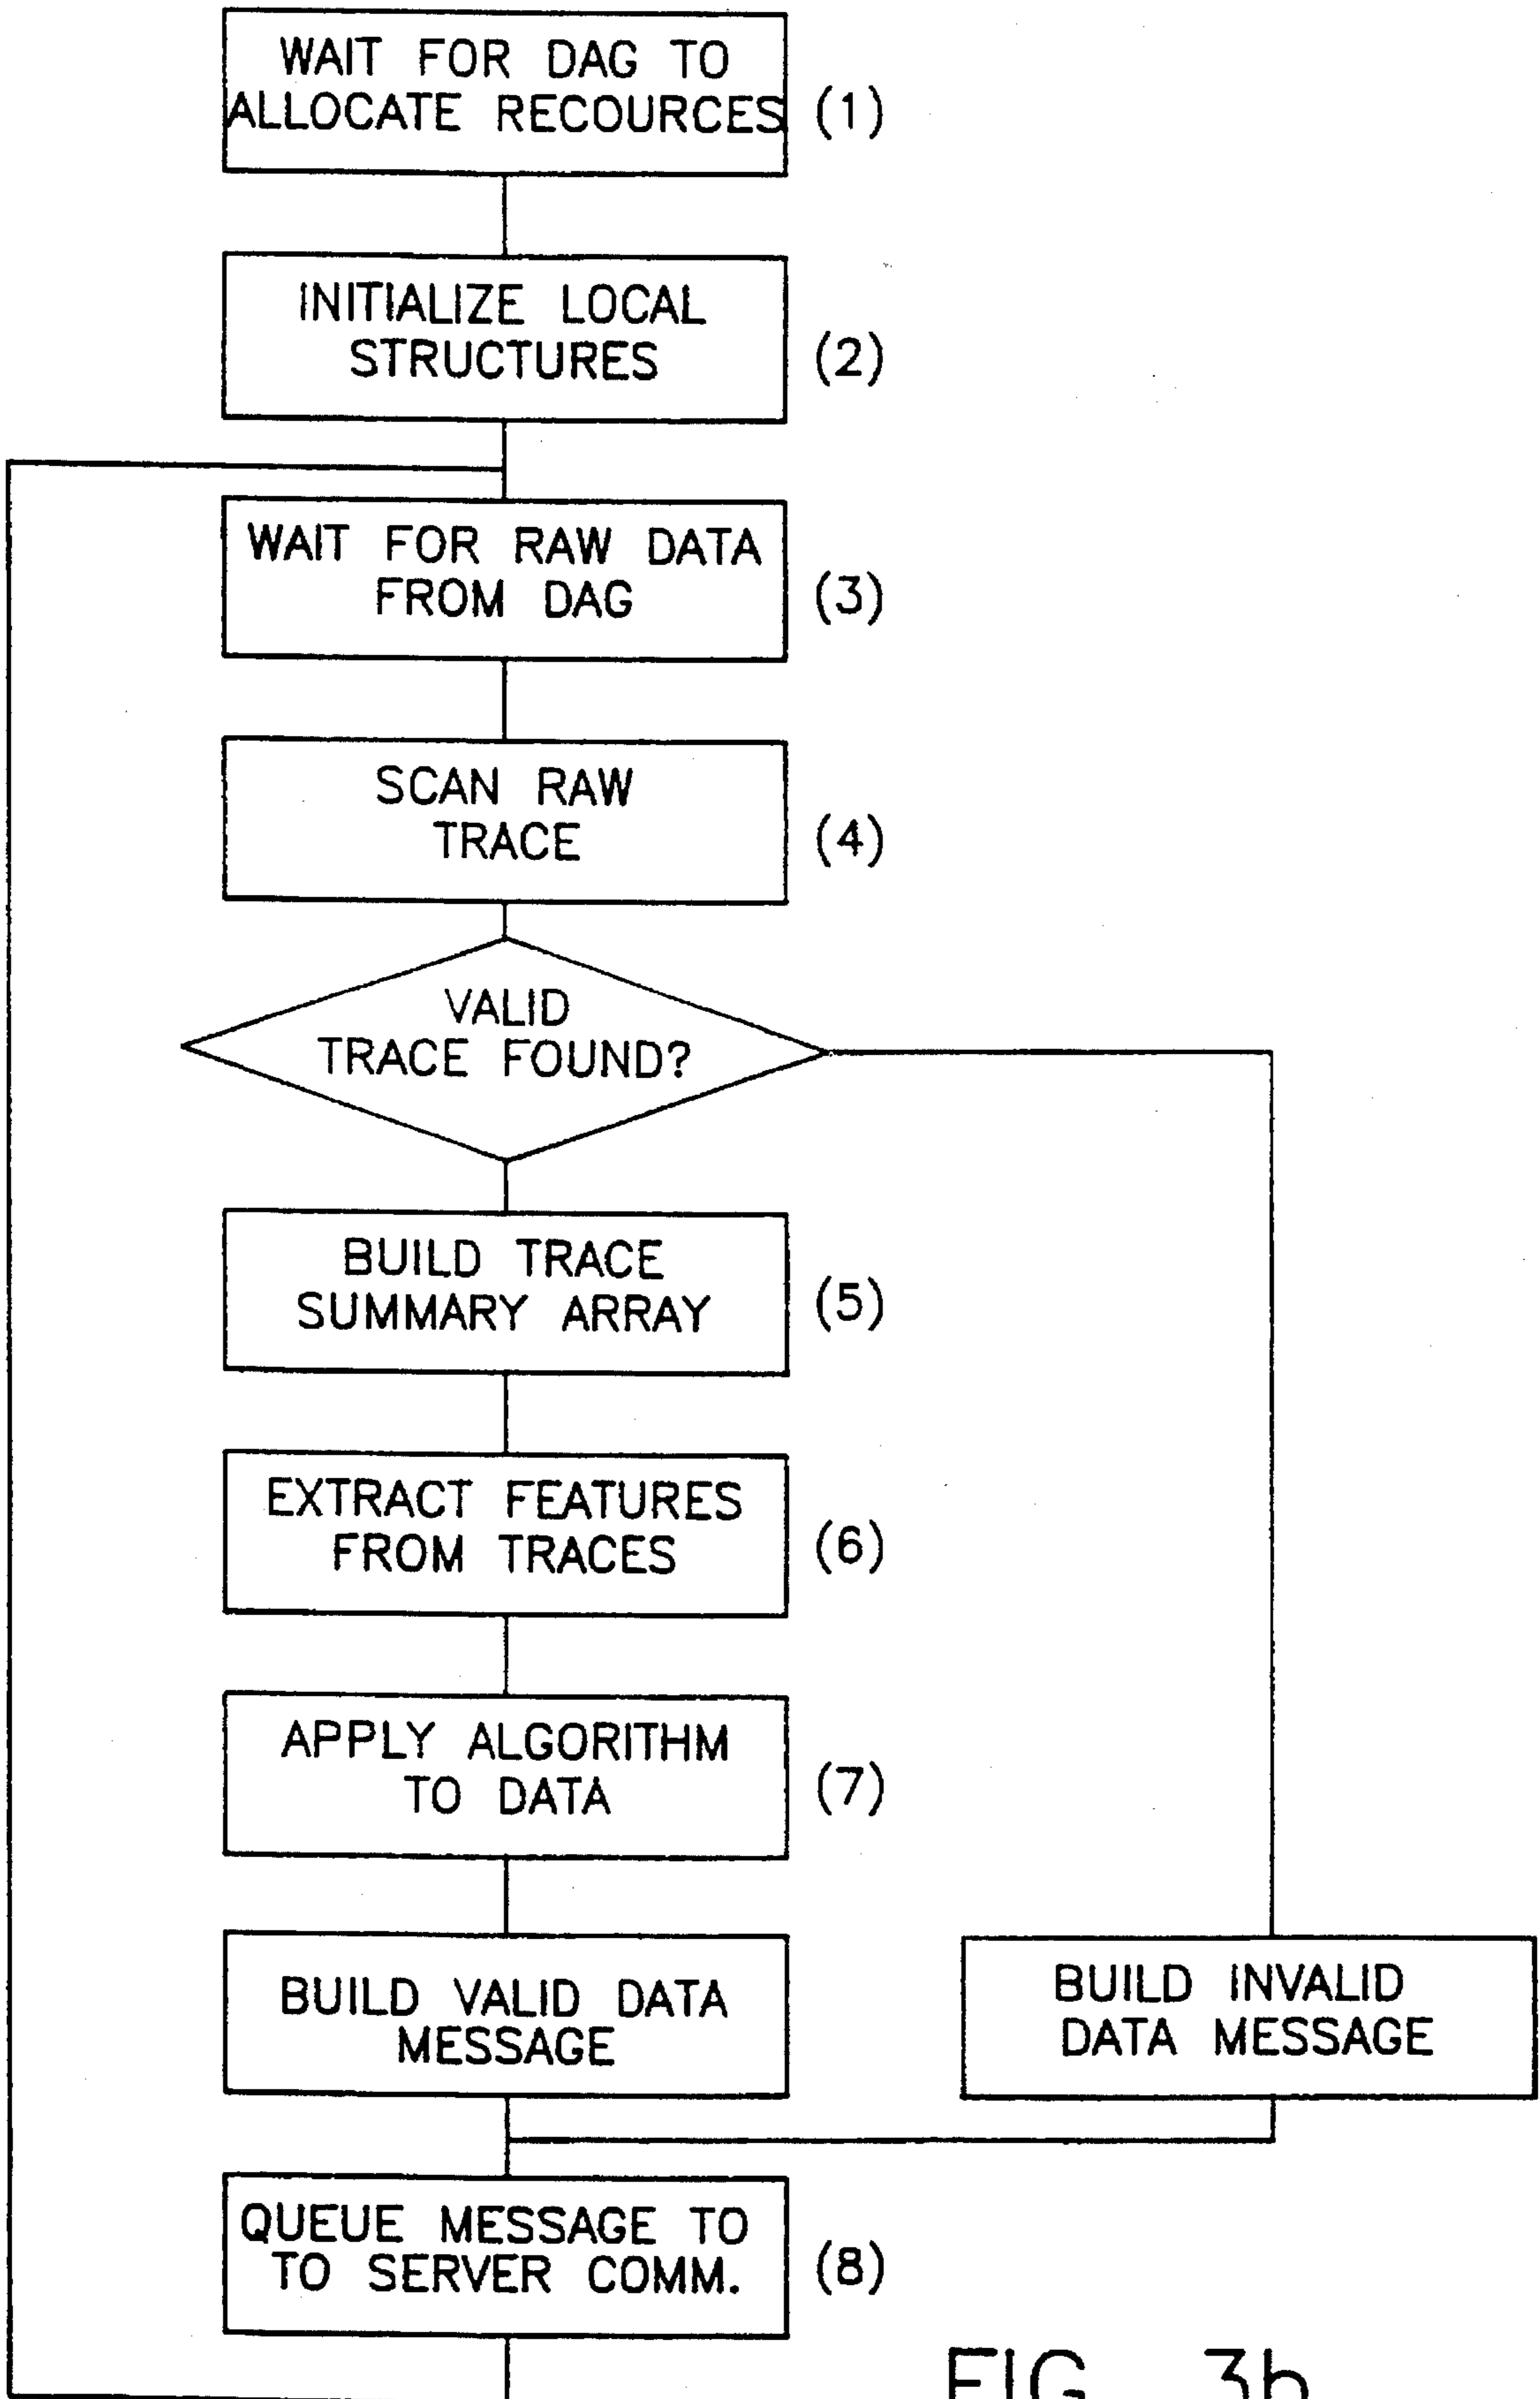 WAIT FOR DAG TO
ALLOCATE RECOURCES
(1)
INITIALIZE LOCAL
STRUCTURES
(2)
WAIT FOR RAW DATA
FROM DAG
(3)
SCAN RAW
TRACE
(4)
VALID
TRACE FOUND?
BUILD TRACE
SUMMARY ARRAY
(5)
EXTRACT FEATURES
FROM TRACES
(6)
APPLY ALGORITHM
TO DATA
(7)
BUILD VALID DATA
MESSAGE
BUILD INVALID
DATA MESSAGE
QUEUE MESSAGE TO
TO SERVER COMM.
(8)
FIG. 3b